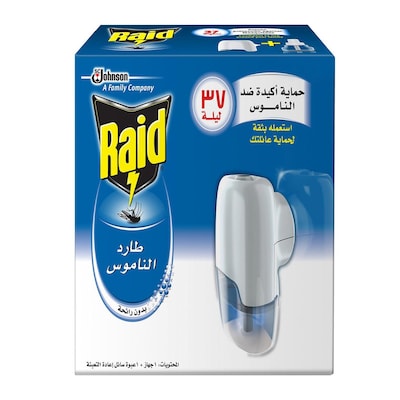 Raid
SC Johnson
A Family Company
٣٧
ليلة
حماية أكيدة ضد
الناموس
استعمله بثقة
لحماية عائلتك
Raid
طارد
الناموس
بدون رائحة
المحتويات: ١ جهاز + ١ عبوة سائل إعادة التعبئة